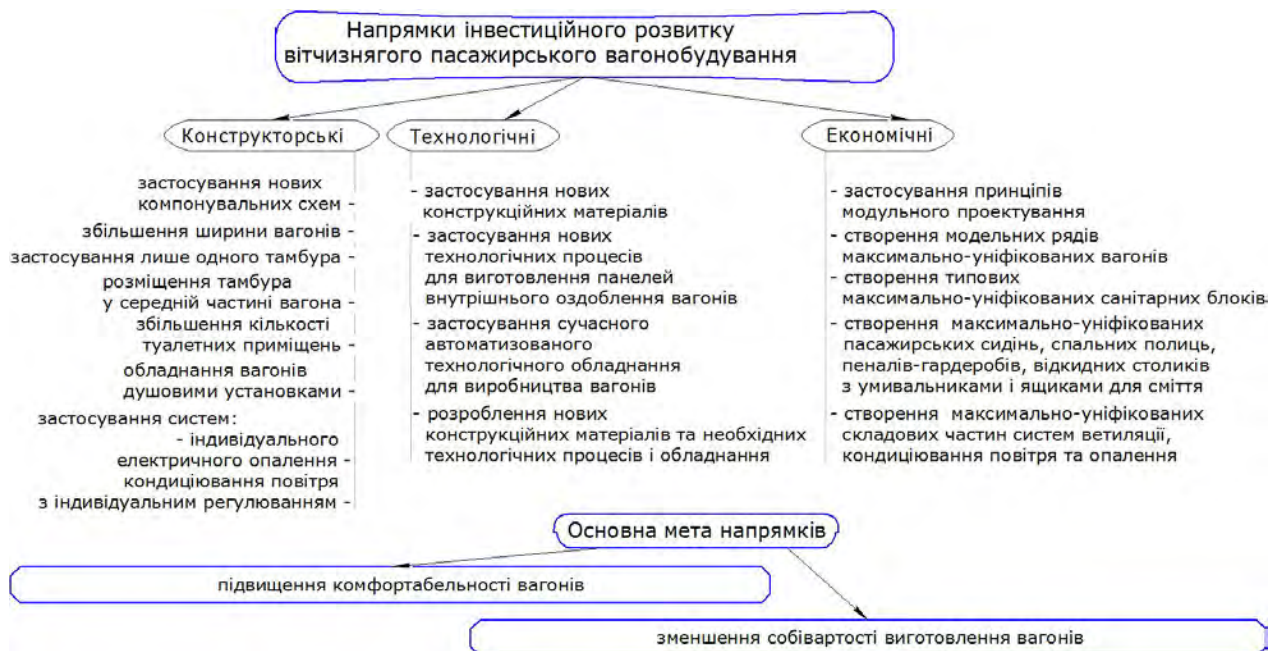 Напрямки інвестиційного розвитку
вітчизнягого пасажирського вагонобудування
Конструкторські
застосування нових
компонувальних схем -
збільшення ширини вагонів -
застосування лише одного тамбура -
розміщення тамбура
у середній частині вагона -
збільшення кількості
туалетних приміщень -
обладнання вагонів
душовими установками -
застосування систем:
- індивідуального
електричного опалення -
кондиціювання повітря
з індивідуальним регулюванням -
Технологічні
- застосування нових
конструкційних матеріалів
- застосування нових
технологічних процесів
для виготовлення панелей
внутрішнього оздоблення вагонів
- застосування сучасного
автоматизованого
технологічного обладнання
для виробництва вагонів
- розроблення нових
конструкційних матеріалів та необхідних
технологічних процесів і обладнання
Економічні
- застосування принціпів
модульного проектування
- створення модельних рядів
максимально-уніфікованих вагонів
- створення типових
максимально-уніфікованих санітарних блоків
- створення максимально-уніфікованих
пасажирських сидінь, спальних полиць,
пеналів-гардеробів, відкидних столиків
з умивальниками і ящиками для сміття
- створення максимально-уніфікованих
складових частин систем ветиляції,
кондиціювання повітря та опалення
Основна мета напрямків
підвищення комфортабельності вагонів
зменшення собівартості виготовлення вагонів